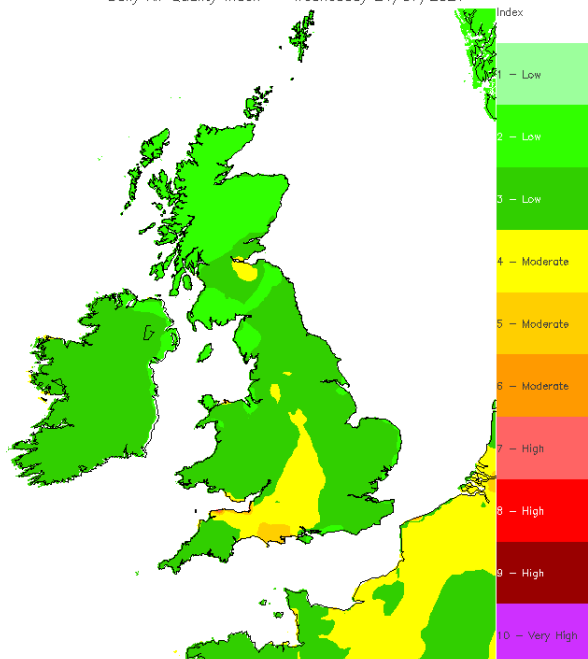 Index
1 - Low
2 - Low
3 - Low
4 - Moderate
5 - Moderate
6 - Moderate
7 - High
8 - High
9 - High
10 - Very High